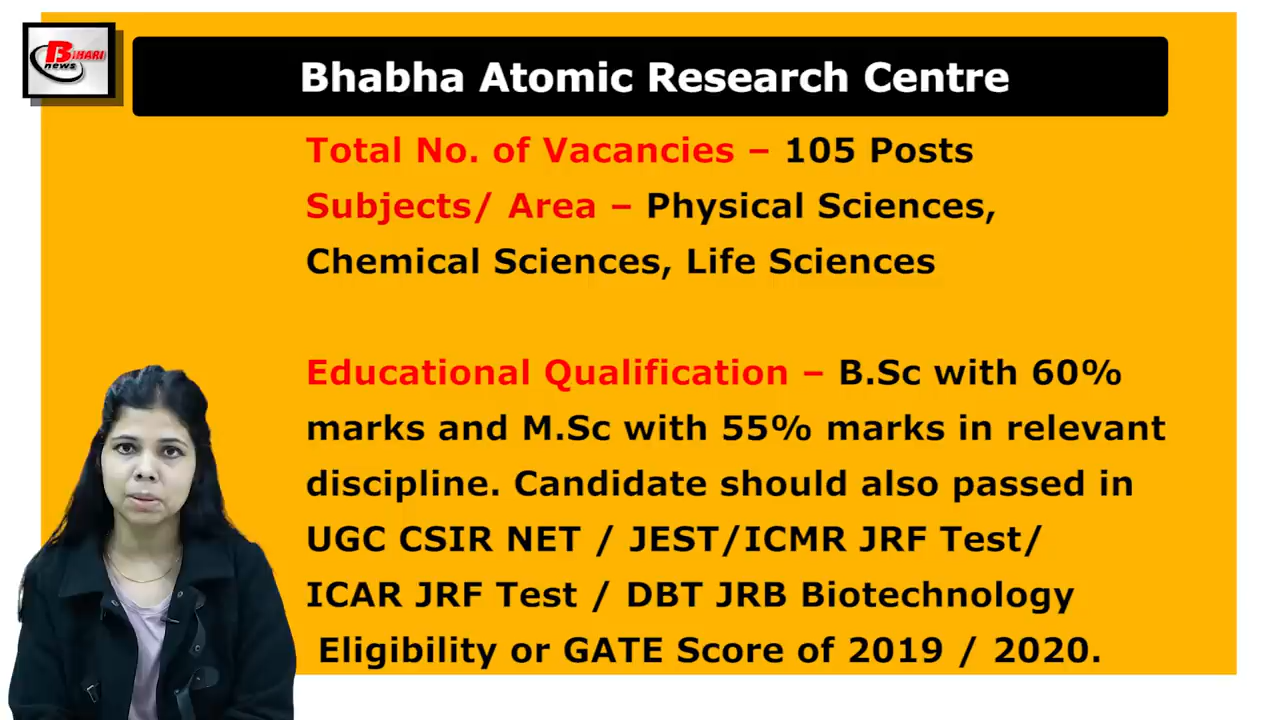 BIHARI
news
Bhabha Atomic Research Centre
Total No. of Vacancies – 105 Posts
Subjects/ Area – Physical Sciences,
Chemical Sciences, Life Sciences
Educational Qualification – B.Sc with 60%
marks and M.Sc with 55% marks in relevant
discipline. Candidate should also passed in
UGC CSIR NET / JEST/ICMR JRF Test/
ICAR JRF Test / DBT JRB Biotechnology
Eligibility or GATE Score of 2019 / 2020.